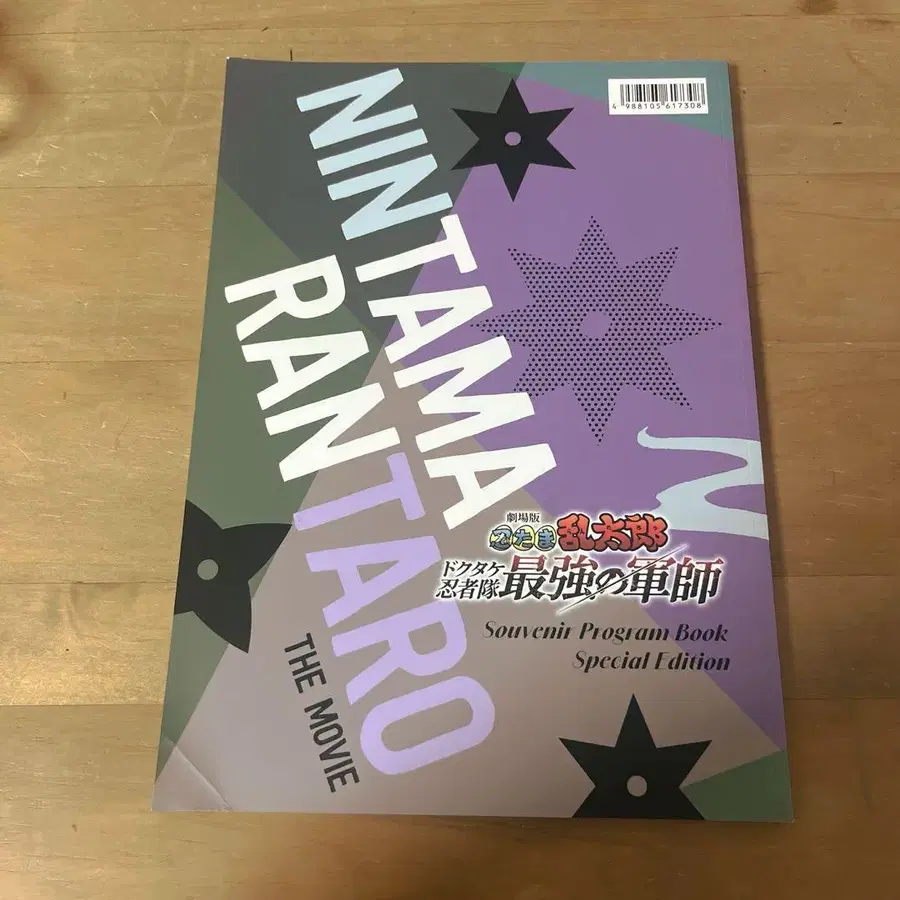 4 988105 617308
NINTAMA
RANTARO
THE MOVIE
劇場版
忍たま乱太郎
ドクタケ
忍者隊
最強の軍師
Souvenir Program Book
Special Edition